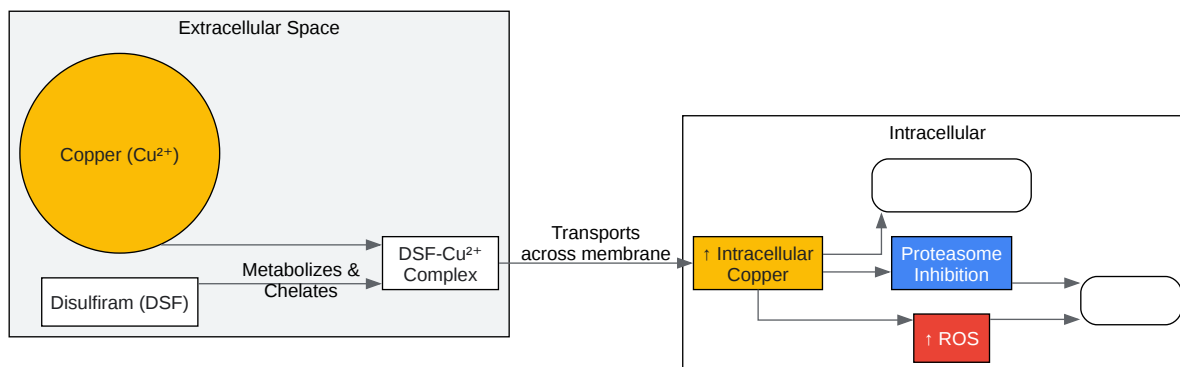 Extracellular Space
Copper (Cu²⁺)
Disulfiram (DSF)
Metabolizes &
Chelates
DSF-Cu²⁺
Complex
Transports
across membrane
Intracellular
↑ Intracellular
Copper
Proteasome
Inhibition
↑ ROS